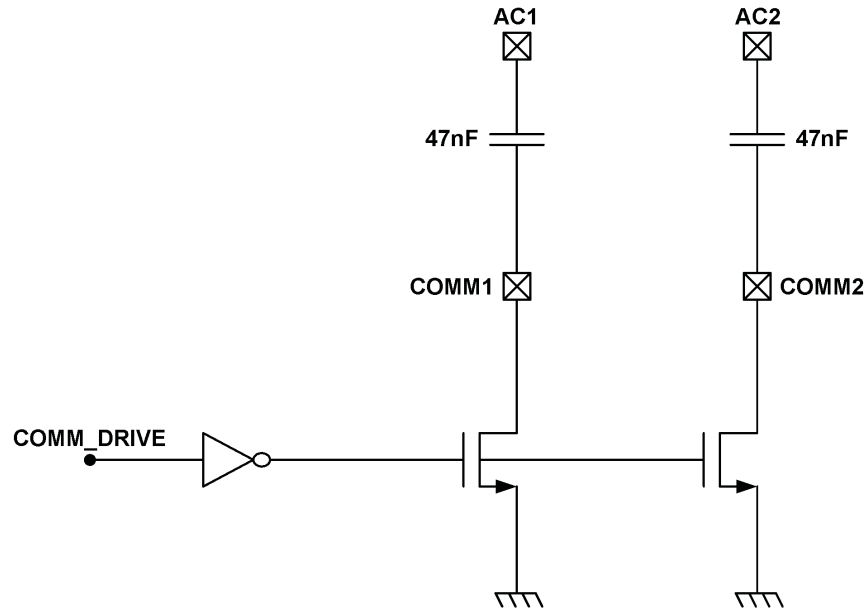 AC1
AC2
47nF
47nF
COMM1
COMM2
COMM_DRIVE